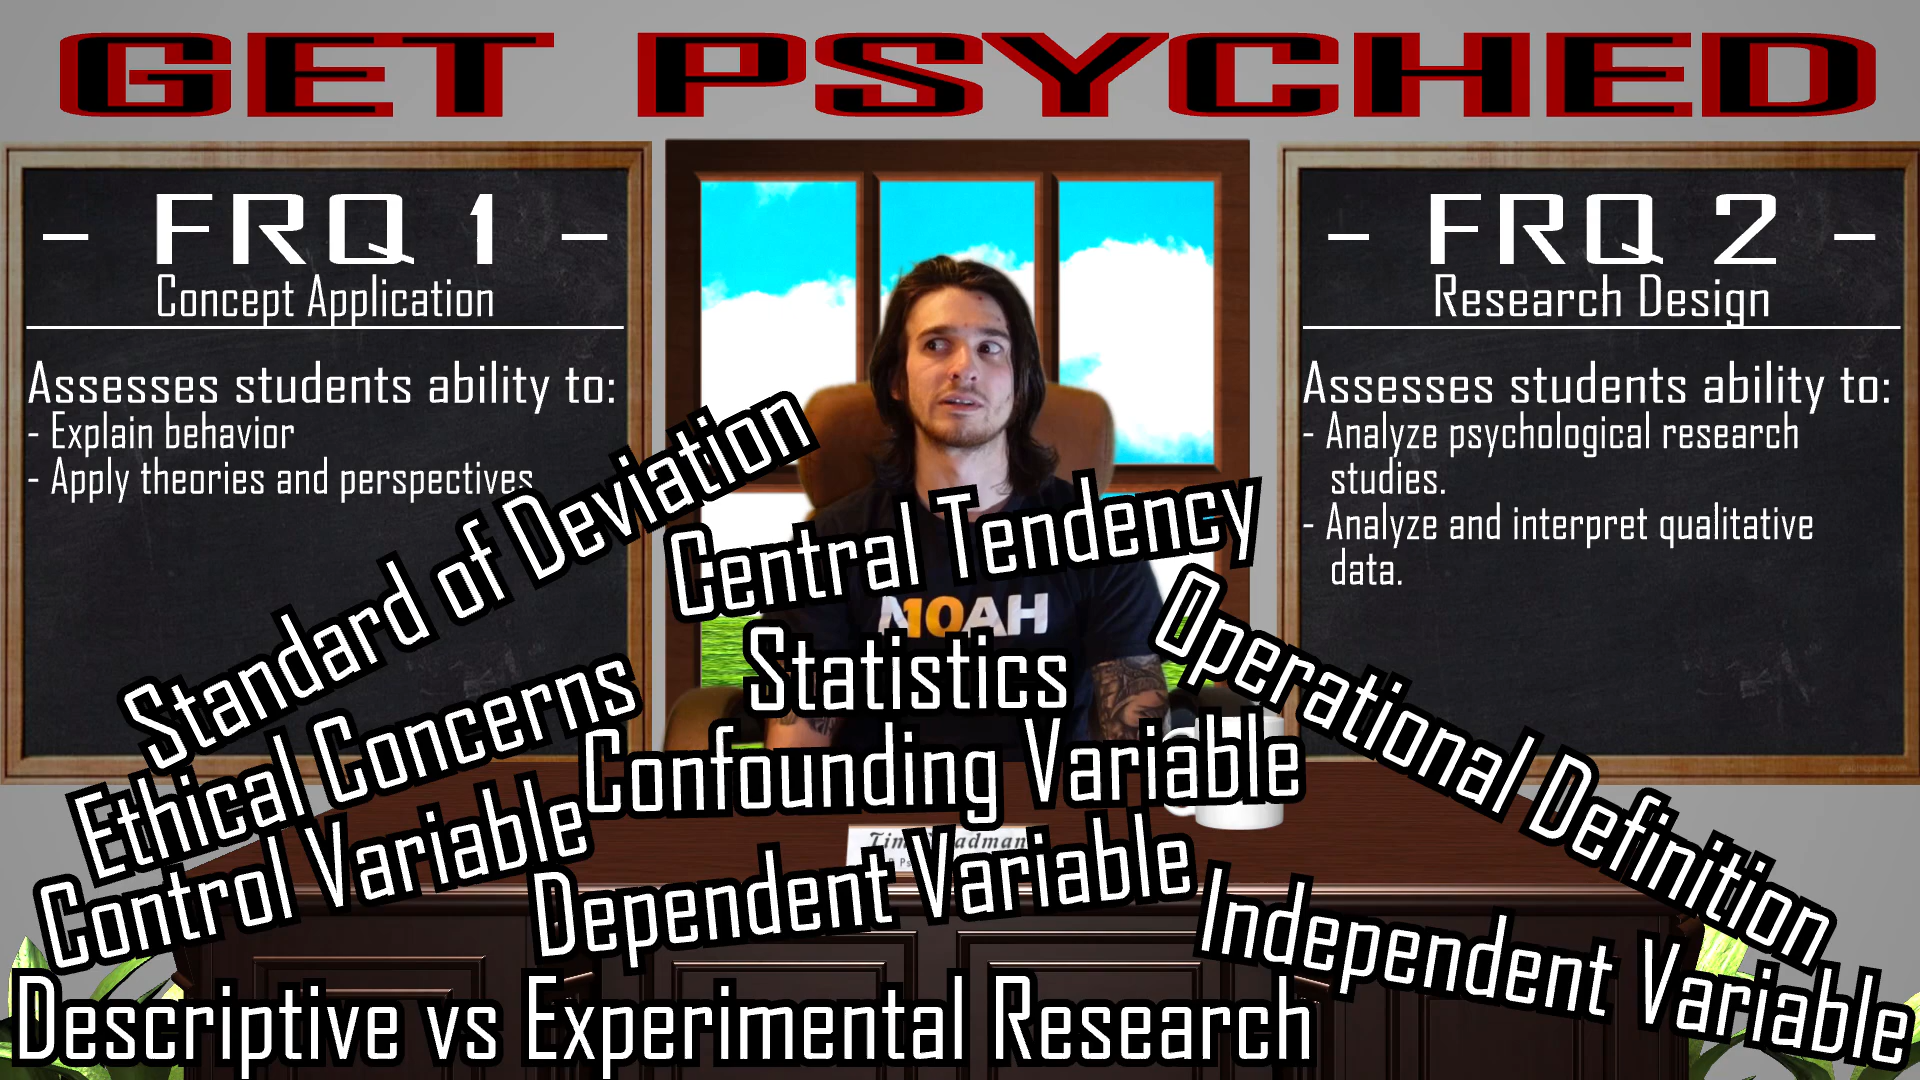 GET PSYCHED
- FRQ 1 -
Concept Application
Assesses students ability to:
- Explain behavior
- Apply theories and perspectives
- FRQ 2 -
Research Design
Assesses students ability to:
- Analyze psychological research
studies.
- Analyze and interpret qualitative
data.
Standard of Deviation
Central Tendency
N10AH
Statistics
Operational Definition
Ethical Concerns
Confounding Variable
Control Variable
Dependent Variable
Independent Variable
Descriptive vs Experimental Research